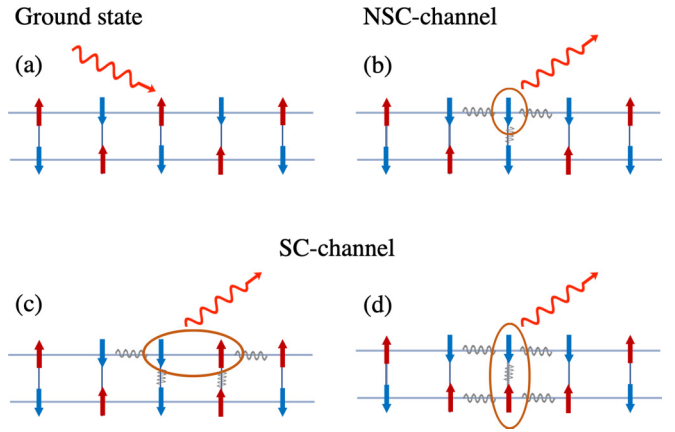 Ground state
NSC-channel
(a)
(b)
SC-channel
(c)
(d)